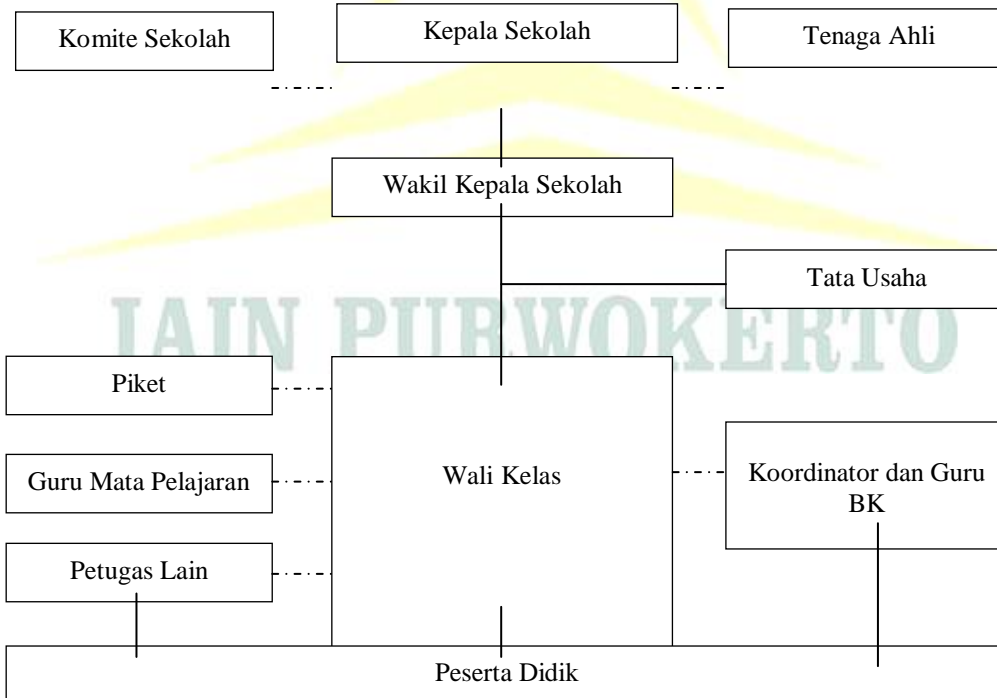 Komite Sekolah
Kepala Sekolah
Tenaga Ahli
Wakil Kepala Sekolah
Tata Usaha
IAIN PURWOKERTO
Piket
Guru Mata Pelajaran
Wali Kelas
Koordinator dan Guru
BK
Petugas Lain
Peserta Didik